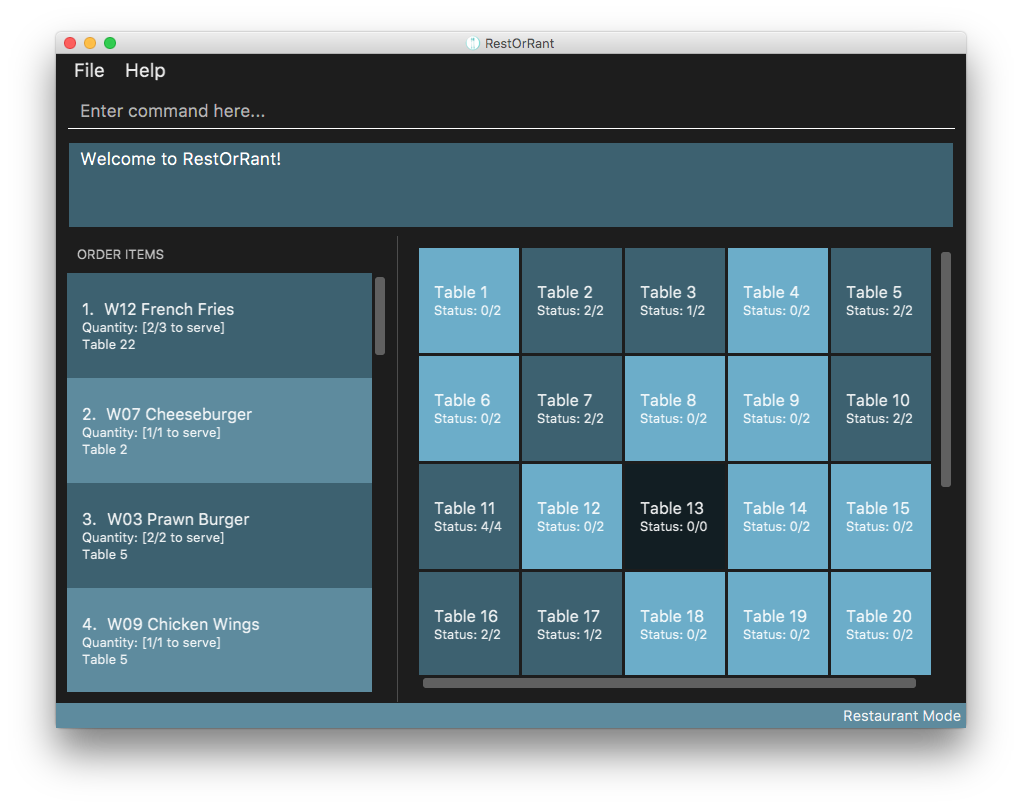 RestOrRant
File Help
Enter command here...
Welcome to RestOrRant!
ORDER ITEMS
1. W12 French Fries
Quantity: [2/3 to serve]
Table 22
2. W07 Cheeseburger
Quantity: [1/1 to serve]
Table 2
3. W03 Prawn Burger
Quantity: [2/2 to serve]
Table 5
4. W09 Chicken Wings
Quantity: [1/1 to serve]
Table 5
Table 1
Status: 0/2
Table 2
Status: 2/2
Table 3
Status: 1/2
Table 4
Status: 0/2
Table 5
Status: 2/2
Table 6
Status: 0/2
Table 7
Status: 2/2
Table 8
Status: 0/2
Table 9
Status: 0/2
Table 10
Status: 2/2
Table 11
Status: 4/4
Table 12
Status: 0/2
Table 13
Status: 0/0
Table 14
Status: 0/2
Table 15
Status: 0/2
Table 16
Status: 2/2
Table 17
Status: 1/2
Table 18
Status: 0/2
Table 19
Status: 0/2
Table 20
Status: 0/2
Restaurant Mode